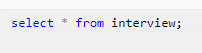 select * from interview;